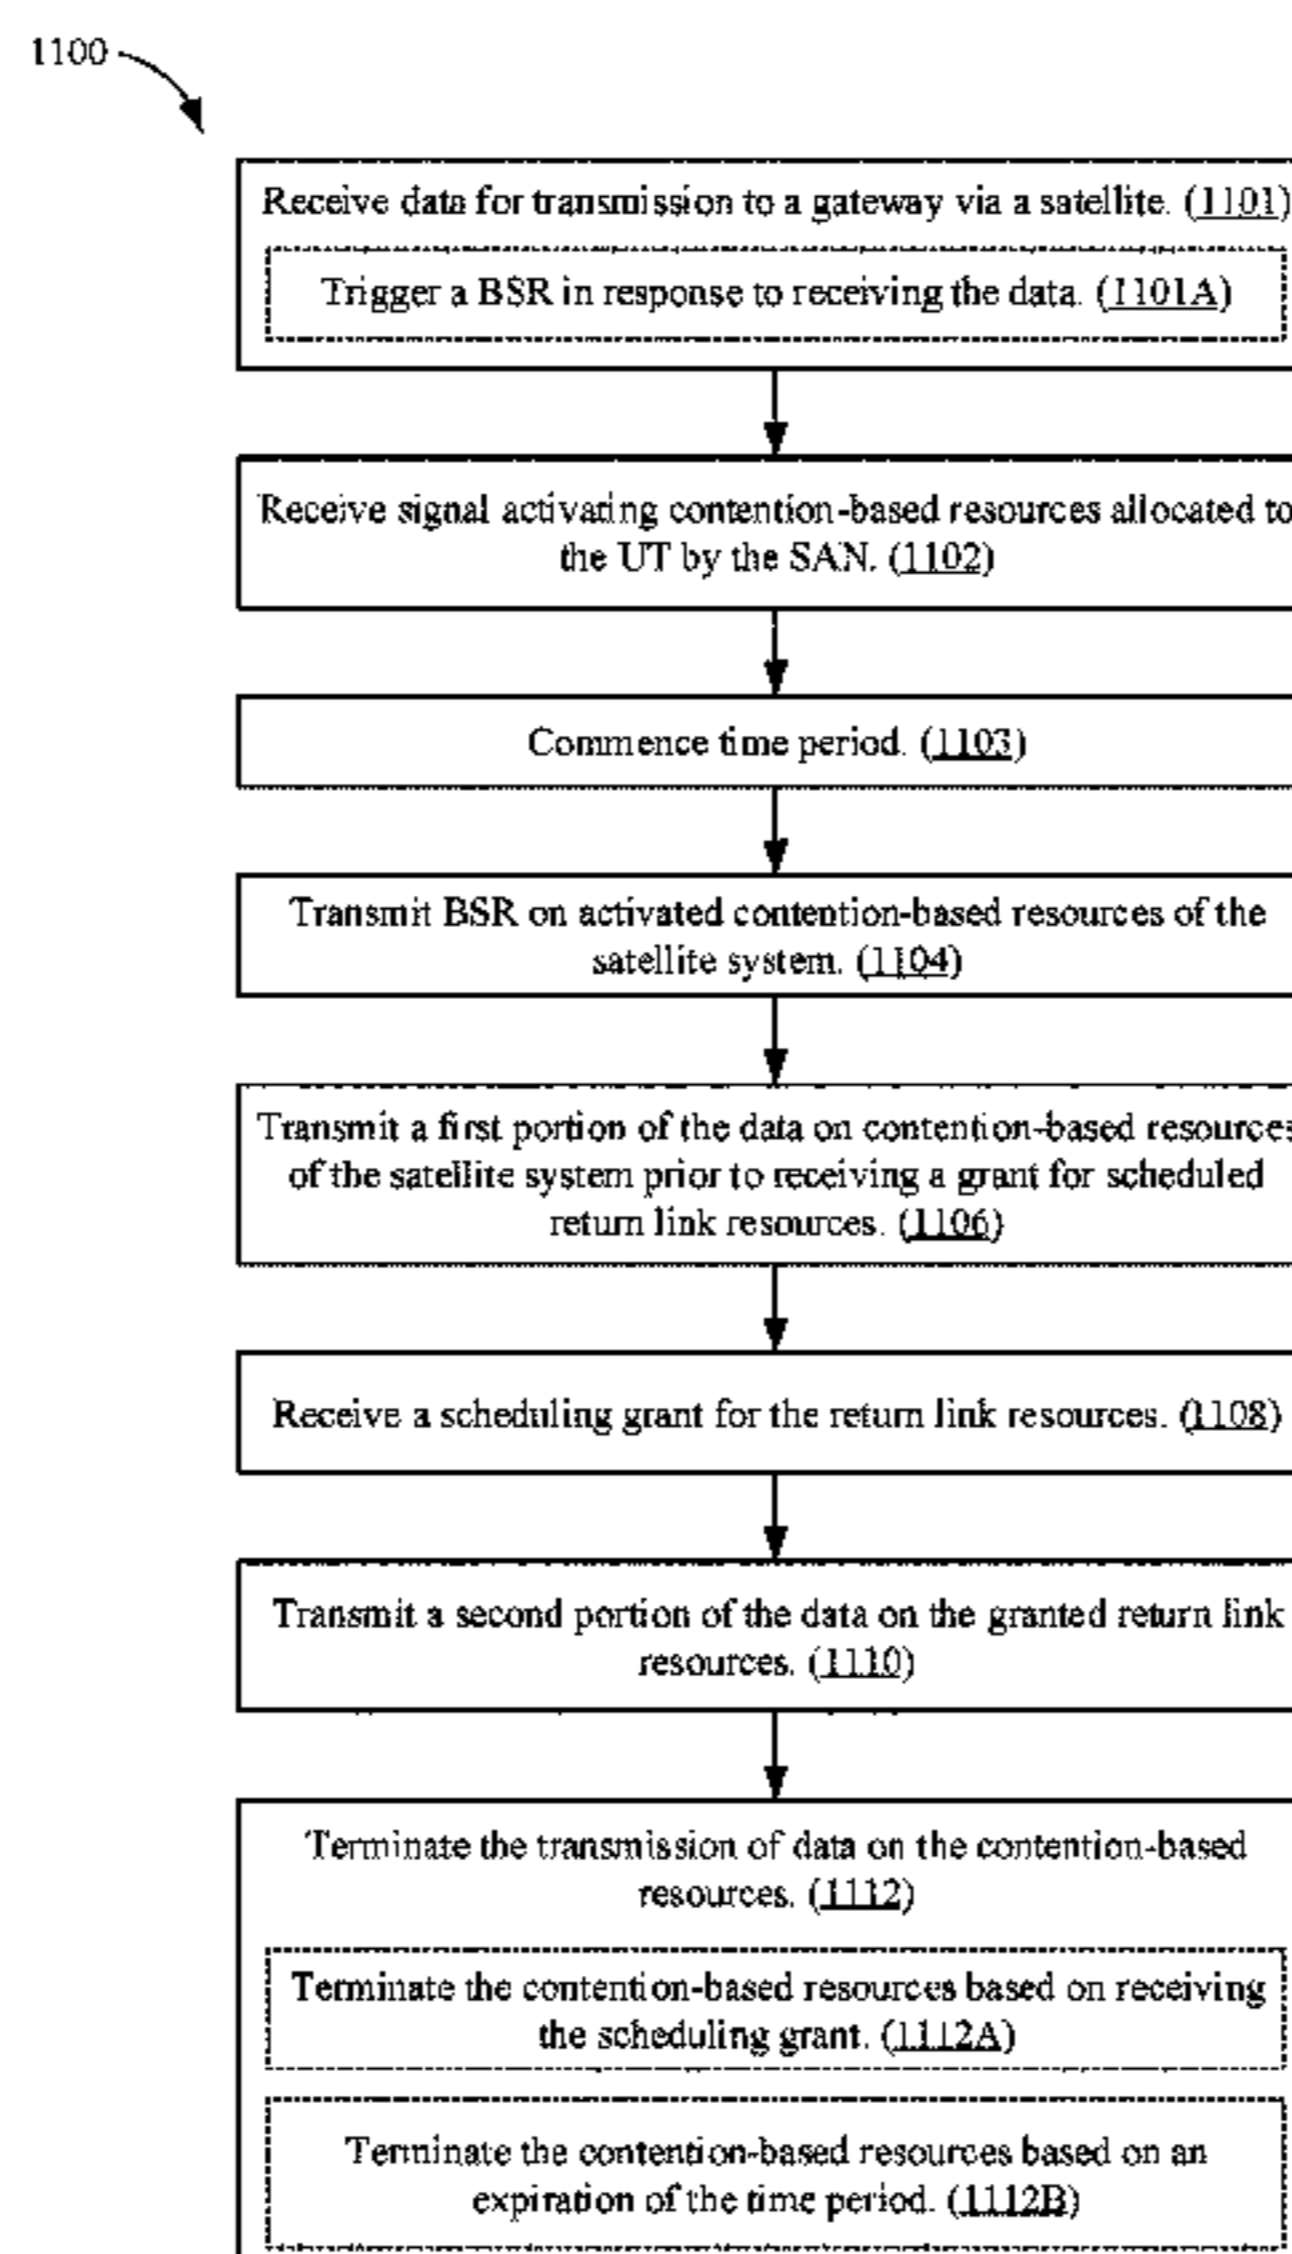 1100
Receive data for transmission to a gateway via a satellite. (1101)
Trigger a BSR in response to receiving the data. (1101A)
Receive signal activating contention-based resources allocated to
the UT by the SAN. (1102)
Commence time period. (1103)
Transmit BSR on activated contention-based resources of the
satellite system. (1104)
Transmit a first portion of the data on contention-based resources
of the satellite system prior to receiving a grant for scheduled
return link resources. (1106)
Receive a scheduling grant for the return link resources. (1108)
Transmit a second portion of the data on the granted return link
resources. (1110)
Terminate the transmission of data on the contention-based
resources. (1112)
Terminate the contention-based resources based on receiving
the scheduling grant. (1112A)
Terminate the contention-based resources based on an
expiration of the time period. (1112B)